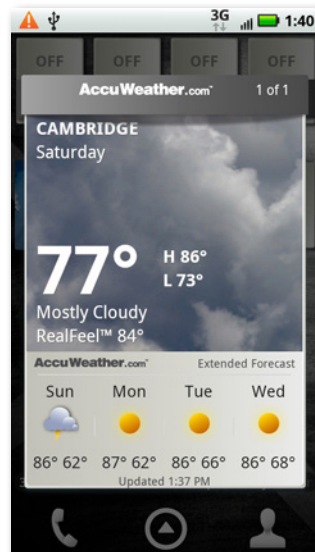 3G 1:40
OFF OFF OFF OFF
AccuWeather.com™ 1 of 1
CAMBRIDGE
Saturday
77° H 86°
L 73°
Mostly Cloudy
RealFeel™ 84°
AccuWeather.com™ Extended Forecast
Sun Mon Tue Wed
86° 62° 87° 62° 86° 66° 86° 68°
Updated 1:37 PM